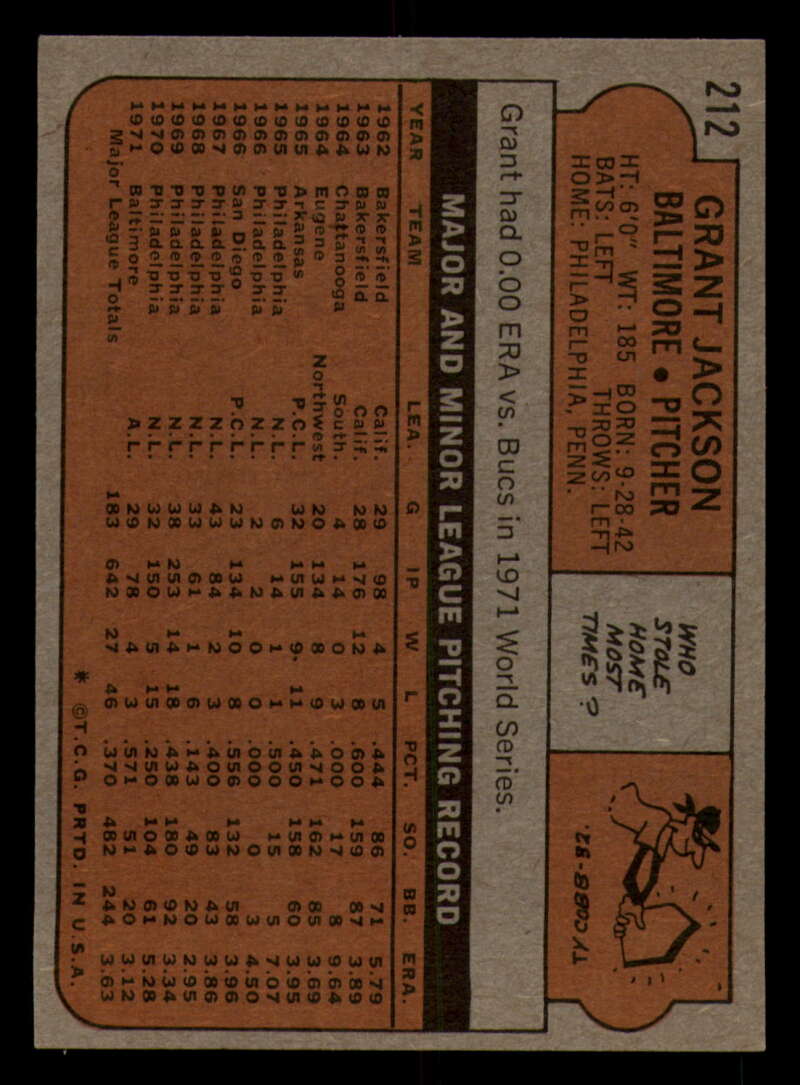 212
GRANT JACKSON
BALTIMORE • PITCHER
HT: 6'0" WT: 185 BORN: 9-28-42
BATS: LEFT THROWS: LEFT
HOME: PHILADELPHIA, PENN.
WHO
STOLE
HOME
MOST
TIMES?
TY COBB-32.
Grant had 0.00 ERA vs. Bucs in 1971 World Series.
MAJOR AND MINOR LEAGUE PITCHING RECORD
YEAR TEAM LEA. G IP W L PCT. SO. BB. ERA.
1962 Bakersfield Calif. 29 98 4 5 .444 86 71 5.79
1963 Bakersfield Calif. 28 176 12 8 .600 159 87 3.89
1964 Chattanooga South. 4 14 0 3 .000 17 8 9.64
1964 Eugene Northwest 20 134 8 9 .471 162 85 3.69
1965 Arkansas P.C.L. 32 155 9 11 .450 158 60 3.95
1965 Philadelphia N.L. 6 14 1 1 .500 15 5 7.07
1966 Philadelphia N.L. 2 2 0 0 .000 0 3 4.50
1966 San Diego P.C.L. 23 134 10 8 .556 132 58 3.96
1967 Philadelphia N.L. 43 84 2 3 .400 83 43 3.86
1968 Philadelphia N.L. 33 61 1 6 .143 49 20 2.95
1969 Philadelphia N.L. 38 253 14 18 .438 180 92 3.34
1970 Philadelphia N.L. 32 150 5 15 .250 104 61 5.28
1971 Baltimore A.L. 29 78 4 3 .571 51 20 3.12
Major League Totals 183 642 27 46 .370 482 244 3.63
* ©T.C.G. PRTD. IN U.S.A.